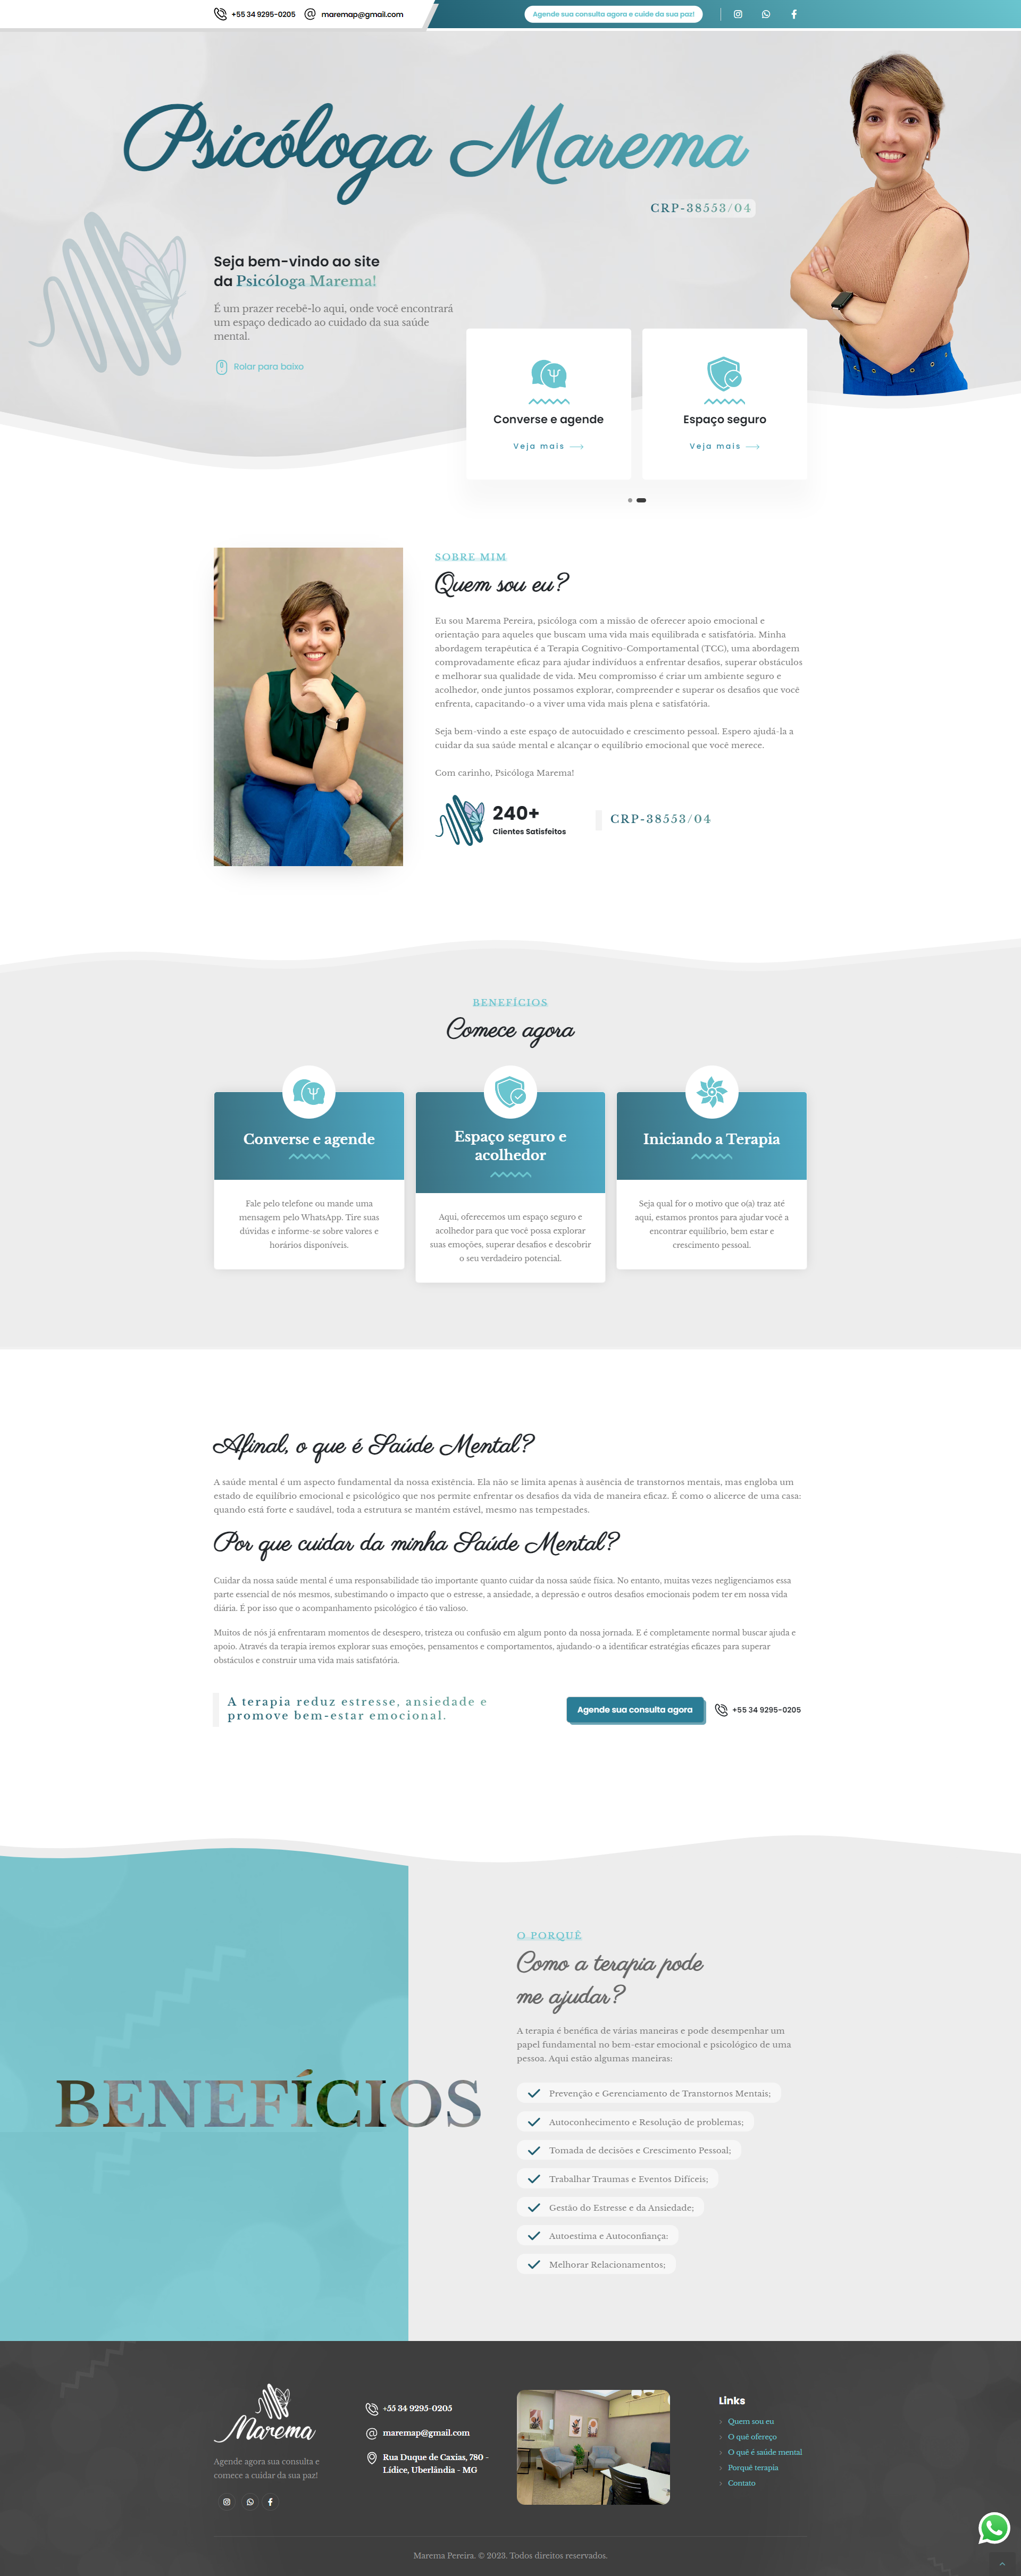 +55 34 9295-0205
maremap@gmail.com
Agende sua consulta agora e cuide da sua paz!
Psicóloga Marema
CRP-38553/04
Seja bem-vindo ao site
da Psicóloga Marema!
É um prazer recebê-lo aqui, onde você encontrará
um espaço dedicado ao cuidado da sua saúde
mental.
Rolar para baixo
Converse e agende
Veja mais
Espaço seguro
Veja mais
SOBRE MIM
Quem sou eu?
Eu sou Marema Pereira, psicóloga com a missão de oferecer apoio emocional e
orientação para aqueles que buscam uma vida mais equilibrada e satisfatória. Minha
abordagem terapêutica é a Terapia Cognitivo-Comportamental (TCC), uma abordagem
comprovadamente eficaz para ajudar indivíduos a enfrentar desafios, superar obstáculos
e melhorar sua qualidade de vida. Meu compromisso é criar um ambiente seguro e
acolhedor, onde juntos possamos explorar, compreender e superar os desafios que você
enfrenta, capacitando-o a viver uma vida mais plena e satisfatória.
Seja bem-vindo a este espaço de autocuidado e crescimento pessoal. Espero ajudá-la a
cuidar da sua saúde mental e alcançar o equilíbrio emocional que você merece.
Com carinho, Psicóloga Marema!
240+
Clientes Satisfeitos
CRP-38553/04
BENEFÍCIOS
Comece agora
Converse e agende
Fale pelo telefone ou mande uma
mensagem pelo WhatsApp. Tire suas
dúvidas e informe-se sobre valores e
horários disponíveis.
Espaço seguro e
acolhedor
Aqui, oferecemos um espaço seguro e
acolhedor para que você possa explorar
suas emoções, superar desafios e descobrir
o seu verdadeiro potencial.
Iniciando a Terapia
Seja qual for o motivo que o(a) traz até
aqui, estamos prontos para ajudar você a
encontrar equilíbrio, bem estar e
crescimento pessoal.
Afinal, o que é Saúde Mental?
A saúde mental é um aspecto fundamental da nossa existência. Ela não se limita apenas à ausência de transtornos mentais, mas engloba um
estado de equilíbrio emocional e psicológico que nos permite enfrentar os desafios da vida de maneira eficaz. É como o alicerce de uma casa:
quando está forte e saudável, toda a estrutura se mantém estável, mesmo nas tempestades.
Por que cuidar da minha Saúde Mental?
Cuidar da nossa saúde mental é uma responsabilidade tão importante quanto cuidar da nossa saúde física. No entanto, muitas vezes negligenciamos essa
parte essencial de nós mesmos, subestimando o impacto que o estresse, a ansiedade, a depressão e outros desafios emocionais podem ter em nossa vida
diária. É por isso que o acompanhamento psicológico é tão valioso.
Muitos de nós já enfrentaram momentos de desespero, tristeza ou confusão em algum ponto da nossa jornada. E é completamente normal buscar ajuda e
apoio. Através da terapia iremos explorar suas emoções, pensamentos e comportamentos, ajudando-o a identificar estratégias eficazes para superar
obstáculos e construir uma vida mais satisfatória.
A terapia reduz estresse, ansiedade e
promove bem-estar emocional.
Agende sua consulta agora
+55 34 9295-0205
BENEFÍCIOS
O PORQUÊ
Como a terapia pode
me ajudar?
A terapia é benéfica de várias maneiras e pode desempenhar um
papel fundamental no bem-estar emocional e psicológico de uma
pessoa. Aqui estão algumas maneiras:
Prevenção e Gerenciamento de Transtornos Mentais;
Autoconhecimento e Resolução de problemas;
Tomada de decisões e Crescimento Pessoal;
Trabalhar Traumas e Eventos Difíceis;
Gestão do Estresse e da Ansiedade;
Autoestima e Autoconfiança:
Melhorar Relacionamentos;
Marema
Agende agora sua consulta e
comece a cuidar da sua paz!
+55 34 9295-0205
maremap@gmail.com
Rua Duque de Caxias, 780 -
Lídice, Uberlândia - MG
Links
Quem sou eu
O quê ofereço
O quê é saúde mental
Porquê terapia
Contato
Marema Pereira. © 2023. Todos direitos reservados.